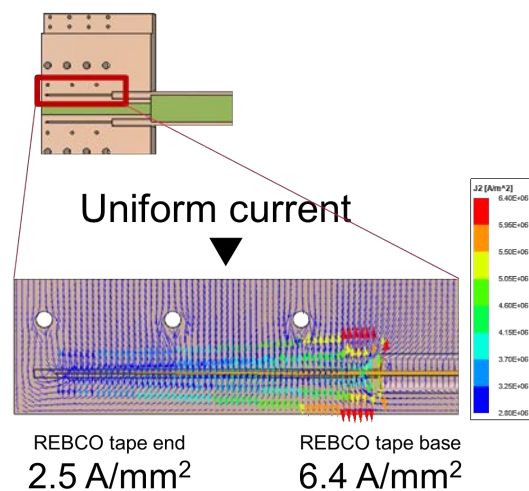 Uniform current
J2 [A/m^2]
6.40E+06
5.95E+06
5.50E+06
5.05E+06
4.60E+06
4.15E+06
3.70E+06
3.25E+06
2.80E+06
REBCO tape end
REBCO tape base
2.5 A/mm²
6.4 A/mm²